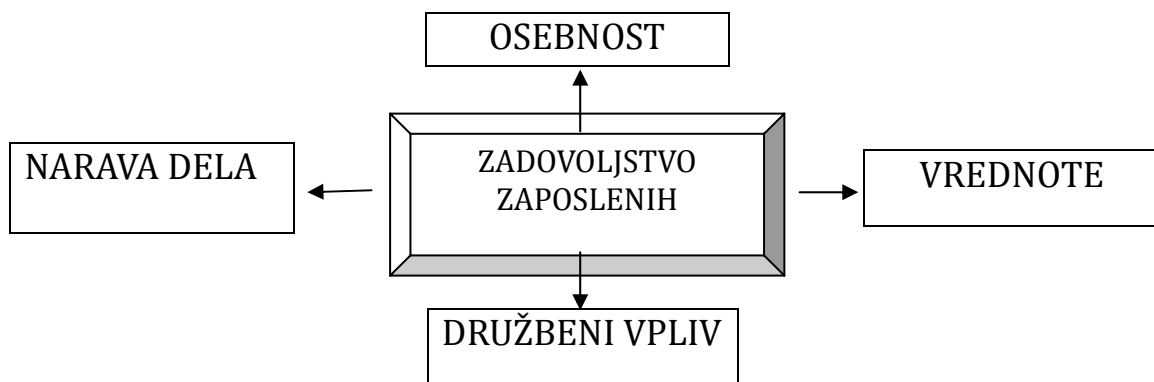 OSEBNOST
NARAVA DELA
ZADOVOLJSTVO
ZAPOSLENIH
VREDNOTE
DRUŽBENI VPLIV